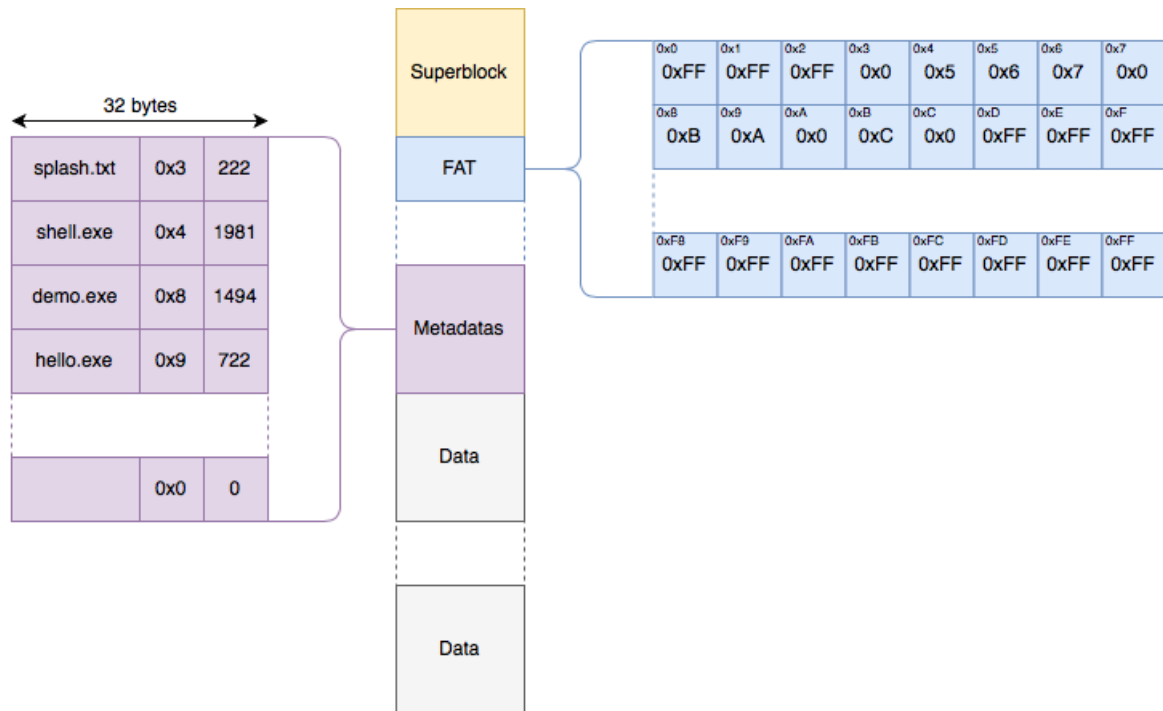 32 bytes
splash.txt 0x3 222
shell.exe 0x4 1981
demo.exe 0x8 1494
hello.exe 0x9 722
0x0 0
Superblock
FAT
Metadatas
Data
Data
0x0 0x1 0x2 0x3 0x4 0x5 0x6 0x7
0xFF 0xFF 0xFF 0x0 0x5 0x6 0x7 0x0
0x8 0x9 0xA 0xB 0xC 0xD 0xE 0xF
0xB 0xA 0x0 0xC 0x0 0xFF 0xFF 0xFF
0xF8 0xF9 0xFA 0xFB 0xFC 0xFD 0xFE 0xFF
0xFF 0xFF 0xFF 0xFF 0xFF 0xFF 0xFF 0xFF